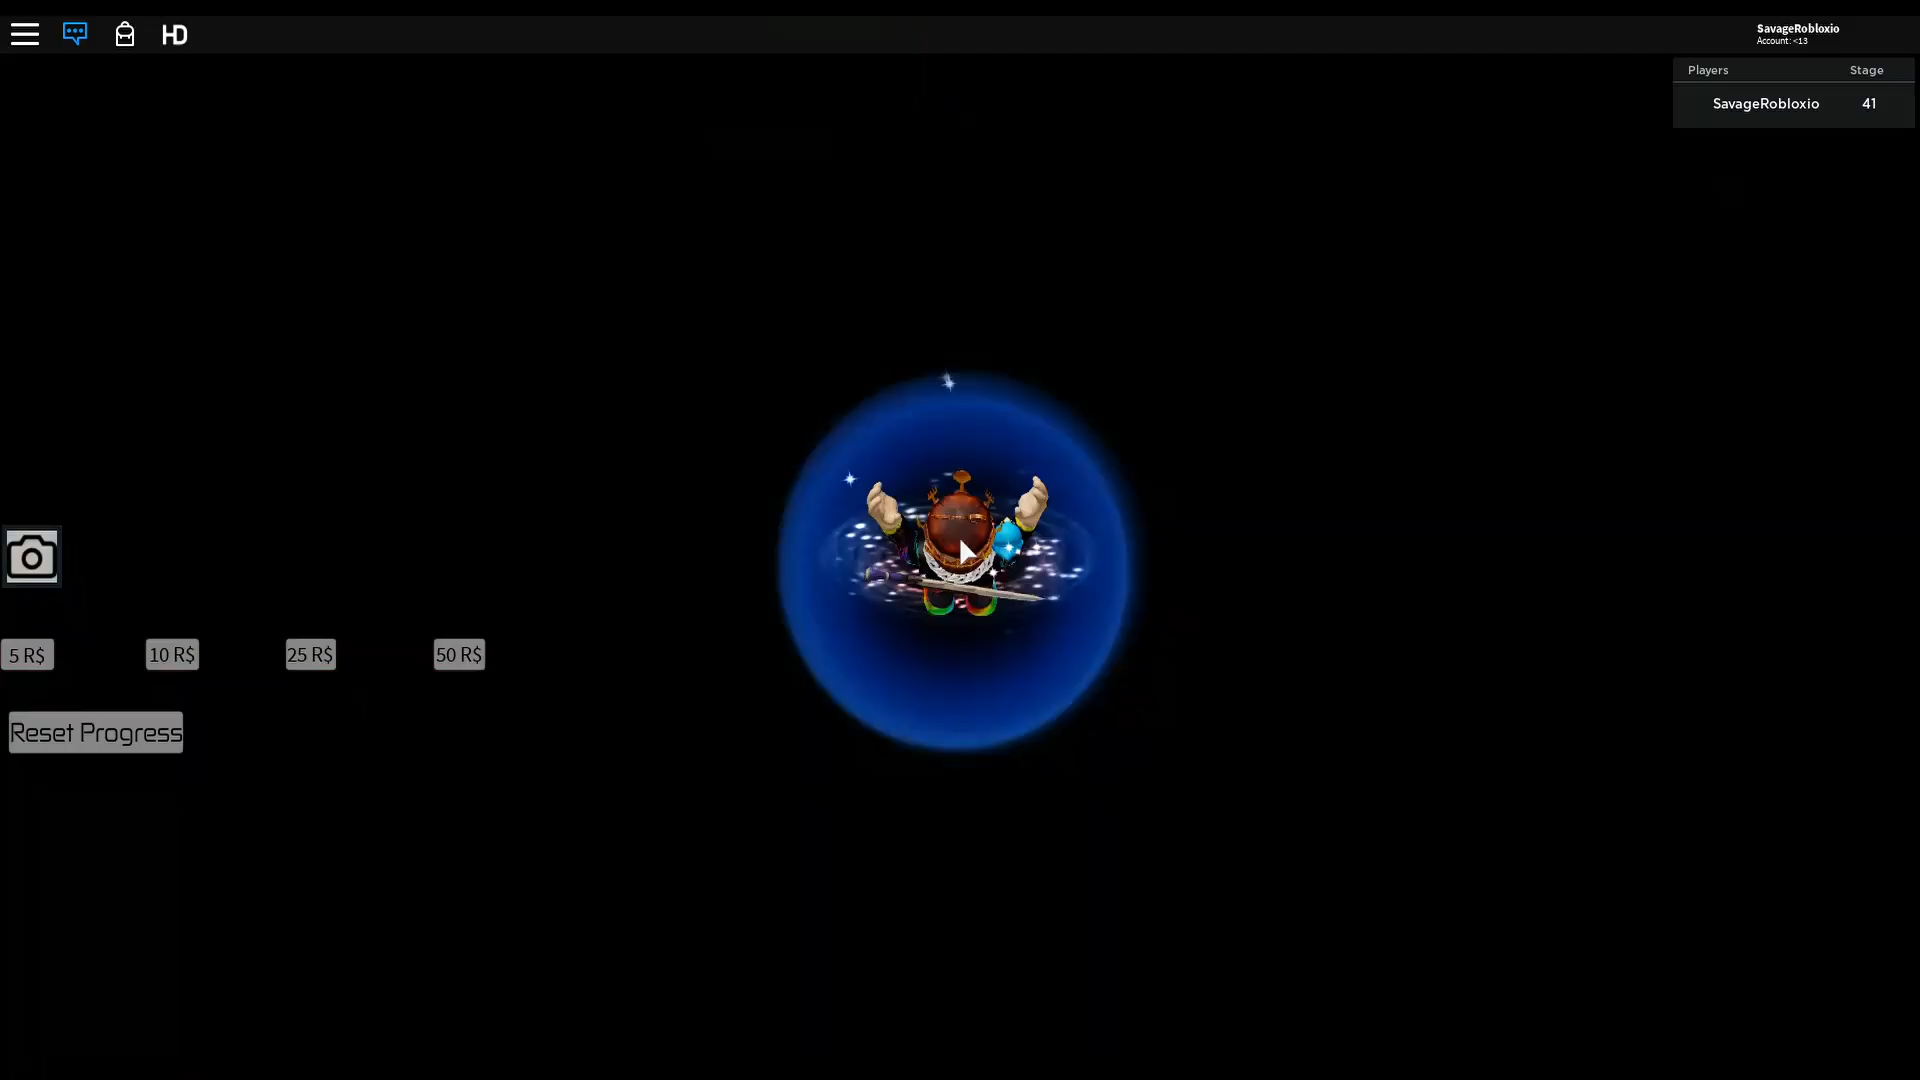 HD
SavageRobloxio
Account: <13
Players Stage
SavageRobloxio 41
5 R$ 10 R$ 25 R$ 50 R$
Reset Progress